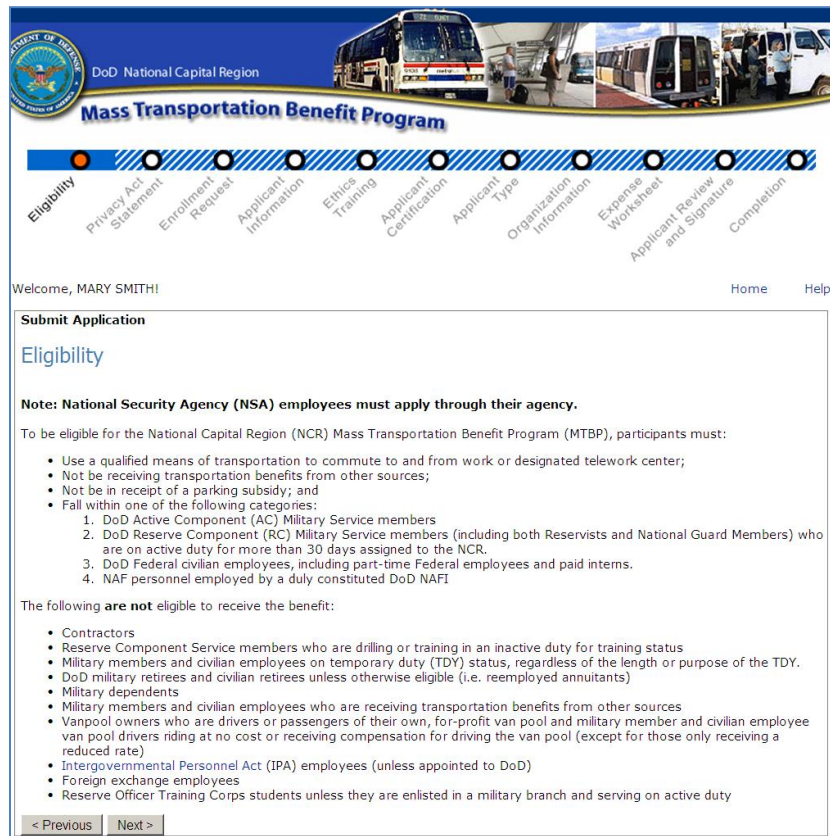 DoD National Capital Region
Mass Transportation Benefit Program
Eligibility
Privacy Act
Statement
Enrollment
Request
Applicant
Information
Ethics
Training
Applicant
Certification
Applicant
Type
Organization
Information
Expense
Worksheet
Applicant Review
and Signature
Completion
Welcome, MARY SMITH!
Home Help
Submit Application
Eligibility
Note: National Security Agency (NSA) employees must apply through their agency.
To be eligible for the National Capital Region (NCR) Mass Transportation Benefit Program (MTBP), participants must:
• Use a qualified means of transportation to commute to and from work or designated telework center;
• Not be receiving transportation benefits from other sources;
• Not be in receipt of a parking subsidy; and
• Fall within one of the following categories:
1. DoD Active Component (AC) Military Service members
2. DoD Reserve Component (RC) Military Service members (including both Reservists and National Guard Members) who
are on active duty for more than 30 days assigned to the NCR.
3. DoD Federal civilian employees, including part-time Federal employees and paid interns.
4. NAF personnel employed by a duly constituted DoD NAFI
The following are not eligible to receive the benefit:
• Contractors
• Reserve Component Service members who are drilling or training in an inactive duty for training status
• Military members and civilian employees on temporary duty (TDY) status, regardless of the length or purpose of the TDY.
• DoD military retirees and civilian retirees unless otherwise eligible (i.e. reemployed annuitants)
• Military dependents
• Military members and civilian employees who are receiving transportation benefits from other sources
• Vanpool owners who are drivers or passengers of their own, for-profit van pool and military member and civilian employee
van pool drivers riding at no cost or receiving compensation for driving the van pool (except for those only receiving a
reduced rate)
• Intergovernmental Personnel Act (IPA) employees (unless appointed to DoD)
• Foreign exchange employees
• Reserve Officer Training Corps students unless they are enlisted in a military branch and serving on active duty
< Previous Next >